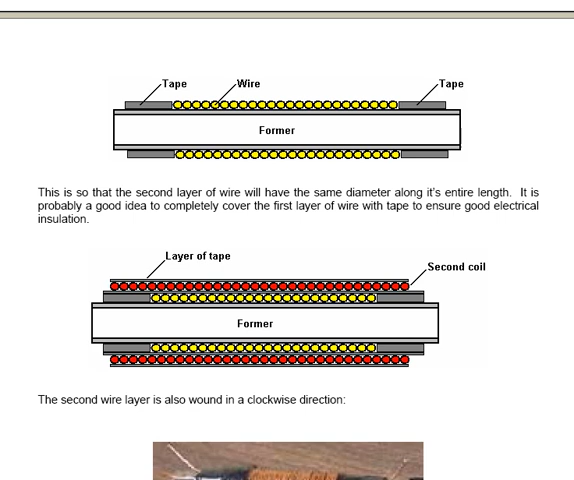 Tape Wire Tape
Former
This is so that the second layer of wire will have the same diameter along it's entire length. It is
probably a good idea to completely cover the first layer of wire with tape to ensure good electrical
insulation.
Layer of tape
Second coil
Former
The second wire layer is also wound in a clockwise direction: